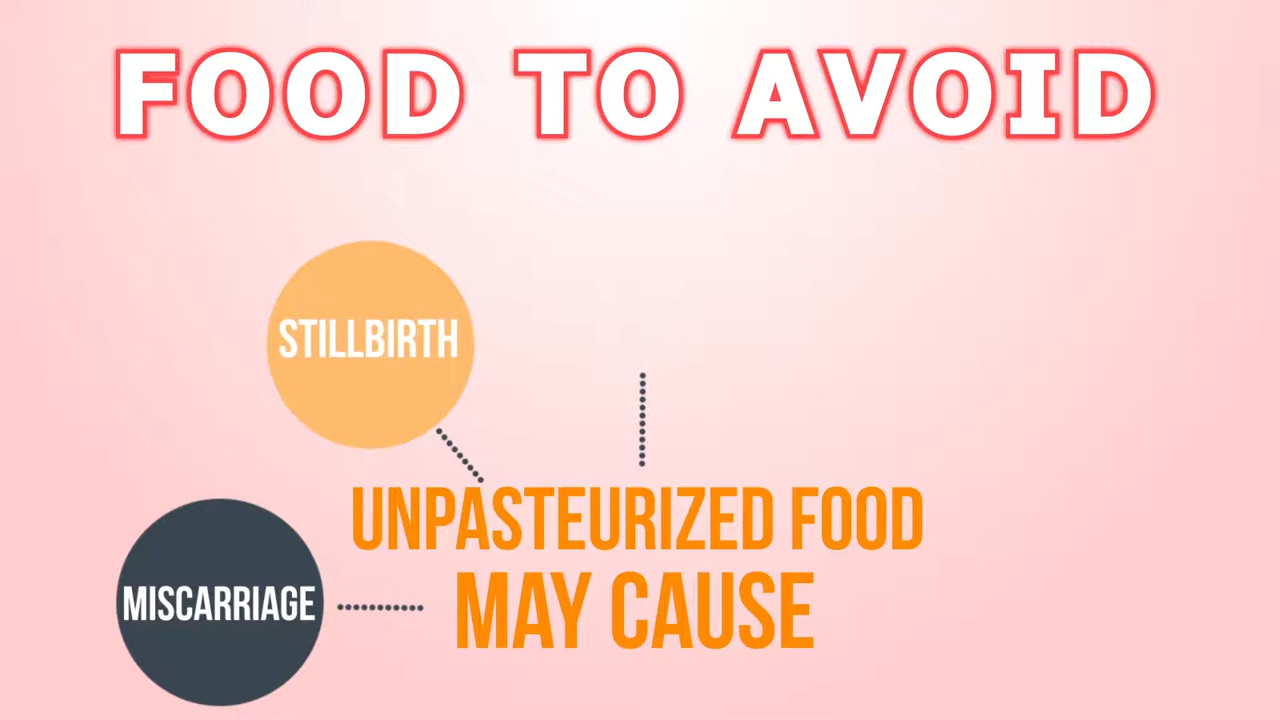 FOOD TO AVOID
STILLBIRTH
UNPASTEURIZED FOOD
MAY CAUSE
MISCARRIAGE